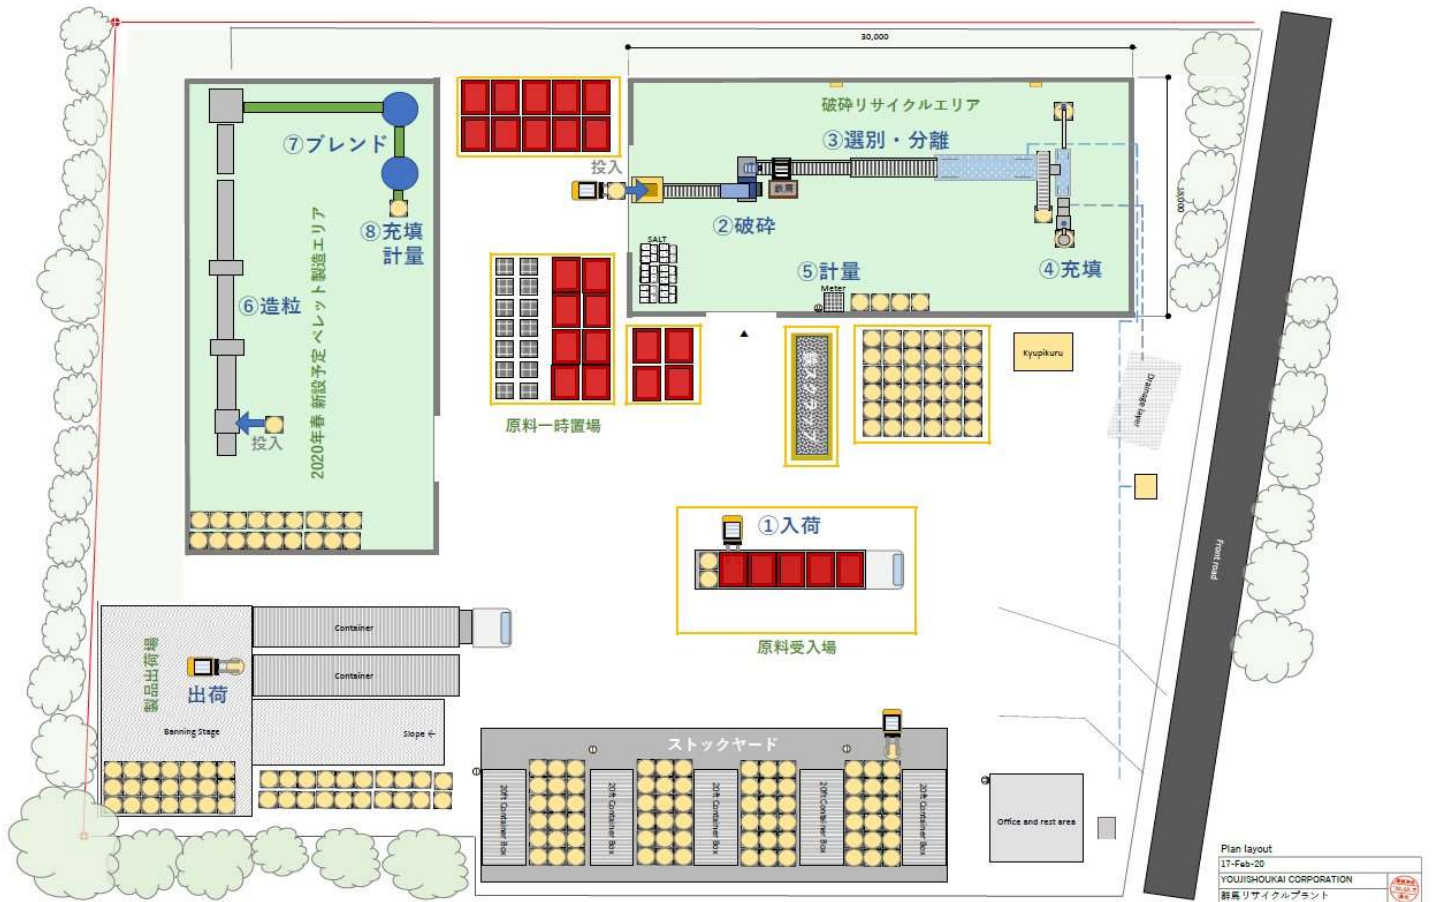 30,000
破砕リサイクルエリア
③選別・分離
⑦ブレンド
投入
鉄屑
②破砕
⑧充填
計量
SALT
④充填
⑤計量
Meter
⑥造粒
2020年春 新設予定 ペレット製造エリア
投入
原料一時置場
Kyupikuru
Drainage layer
①入荷
原料受入場
Front road
Container
Container
製品出荷場
出荷
Banning Stage
Slope ←
ストックヤード
20ft Container Box
20ft Container Box
20ft Container Box
20ft Container Box
20ft Container Box
Office and rest area
Plan layout
17-Feb-20
YOUJISHOUKAI CORPORATION
群馬リサイクルプラント